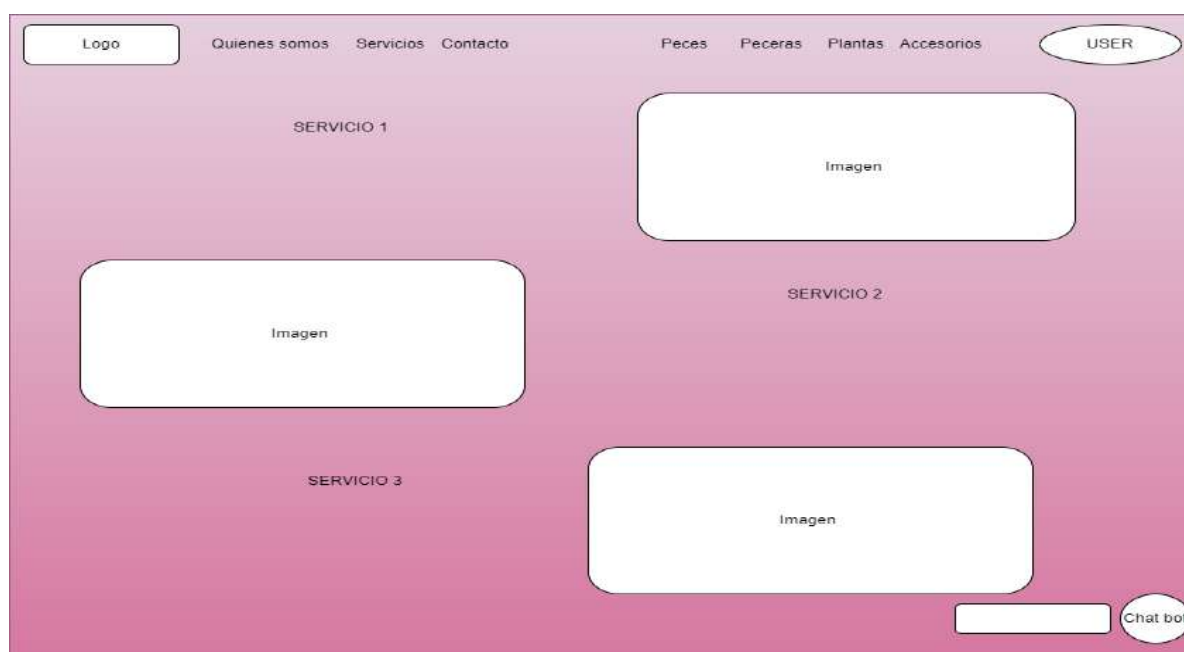 Logo Quienes somos Servicios Contacto Peces Peceras Plantas Accesorios USER
SERVICIO 1
Imagen
SERVICIO 2
Imagen
SERVICIO 3
Imagen
Chat bot